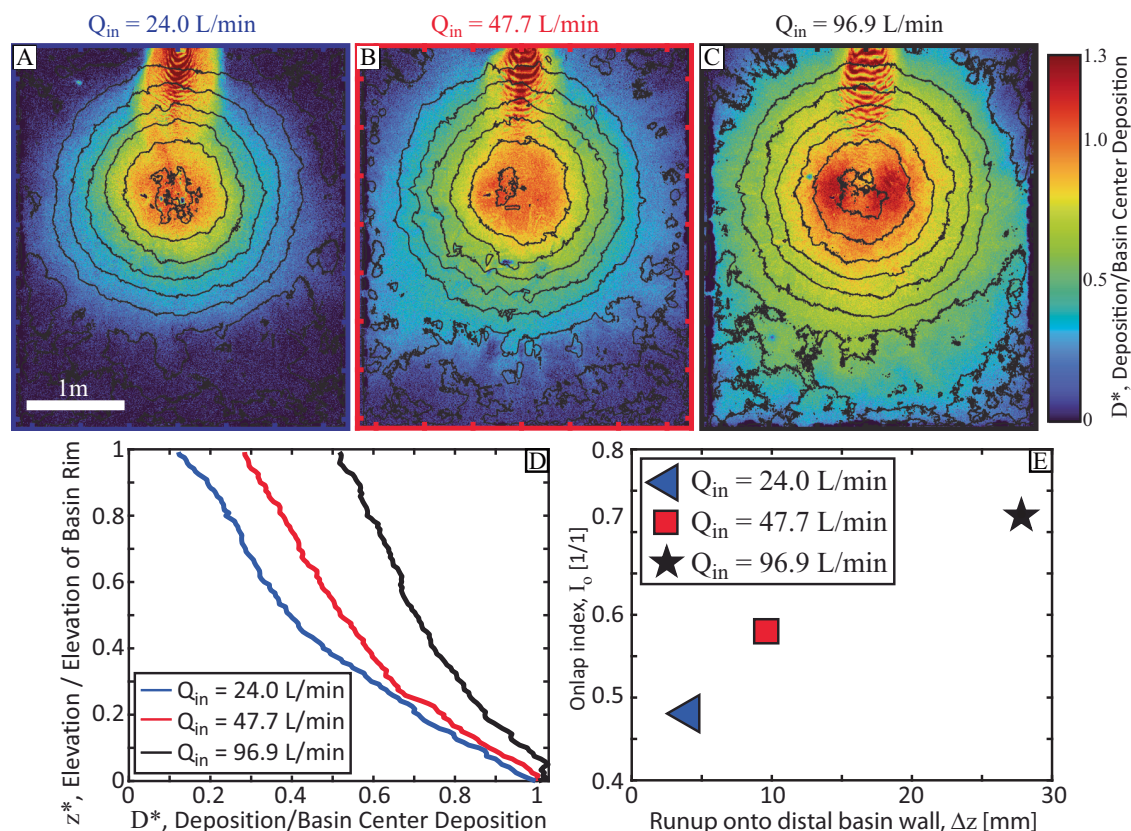 Q_in = 24.0 L/min
Q_in = 47.7 L/min
Q_in = 96.9 L/min
A
B
C
1m
1.3
1.0
0.5
0
D*, Deposition/Basin Center Deposition
D
z*, Elevation / Elevation of Basin Rim
1
0.8
0.6
0.4
0.2
0
Q_in = 24.0 L/min
Q_in = 47.7 L/min
Q_in = 96.9 L/min
0 0.2 0.4 0.6 0.8 1
D*, Deposition/Basin Center Deposition
E
Onlap index, I_o [1/1]
0.8
0.7
0.6
0.5
0.4
Q_in = 24.0 L/min
Q_in = 47.7 L/min
Q_in = 96.9 L/min
0 5 10 15 20 25 30
Runup onto distal basin wall, Δz [mm]